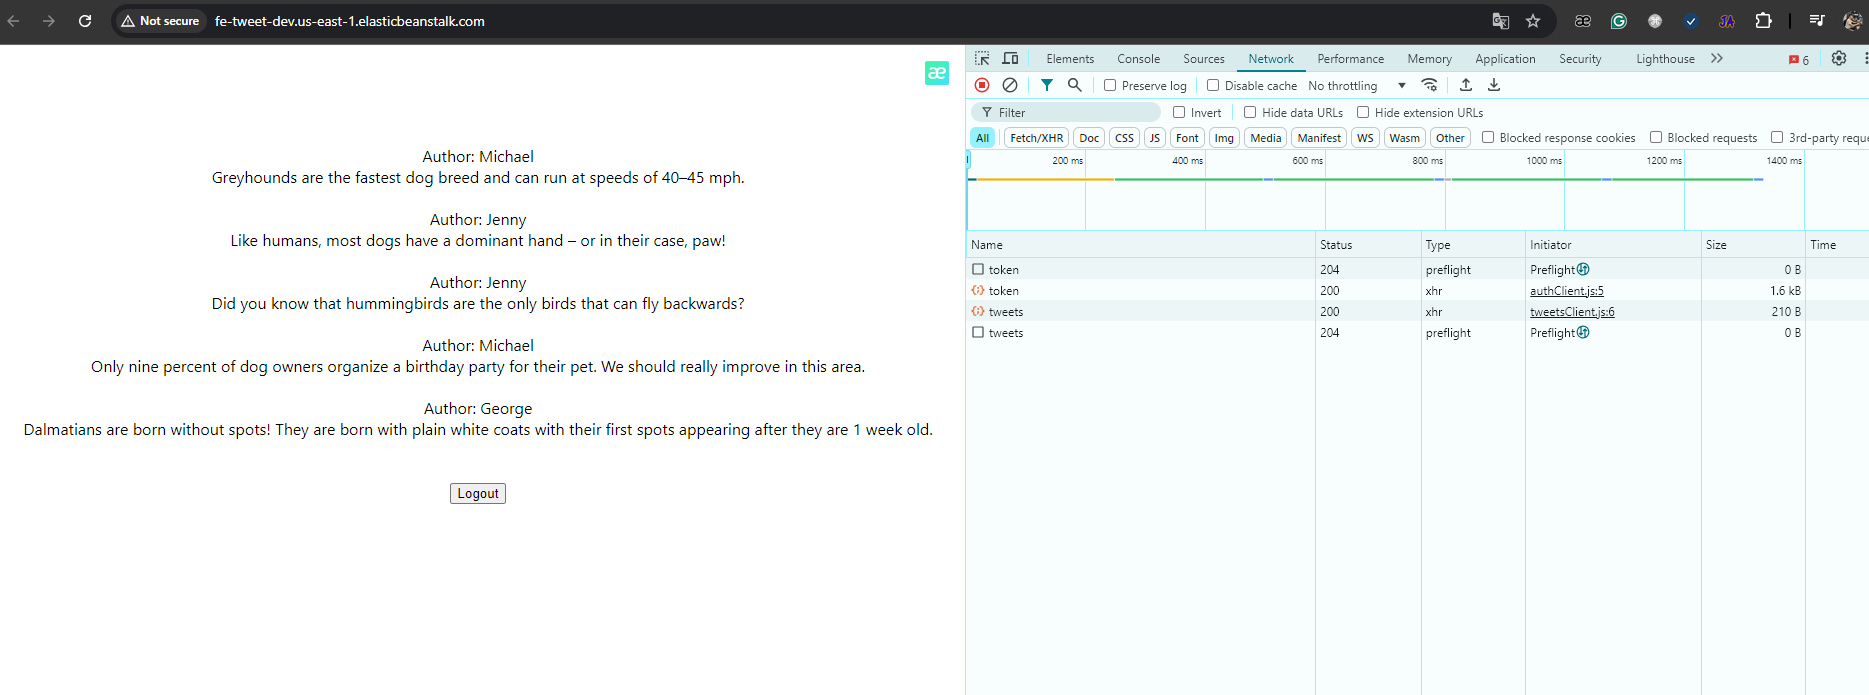 Not secure fe-tweet-dev.us-east-1.elasticbeanstalk.com
æ
JA
æ
Author: Michael
Greyhounds are the fastest dog breed and can run at speeds of 40–45 mph.
Author: Jenny
Like humans, most dogs have a dominant hand – or in their case, paw!
Author: Jenny
Did you know that hummingbirds are the only birds that can fly backwards?
Author: Michael
Only nine percent of dog owners organize a birthday party for their pet. We should really improve in this area.
Author: George
Dalmatians are born without spots! They are born with plain white coats with their first spots appearing after they are 1 week old.
Logout
Elements Console Sources Network Performance Memory Application Security Lighthouse 6
Preserve log Disable cache No throttling
Filter Invert Hide data URLs Hide extension URLs
All Fetch/XHR Doc CSS JS Font Img Media Manifest WS Wasm Other Blocked response cookies Blocked requests 3rd-party reque
200 ms 400 ms 600 ms 800 ms 1000 ms 1200 ms 1400 ms
Name Status Type Initiator Size Time
token 204 preflight Preflight 0 B
token 200 xhr authClient.js:5 1.6 kB
tweets 200 xhr tweetsClient.js:6 210 B
tweets 204 preflight Preflight 0 B